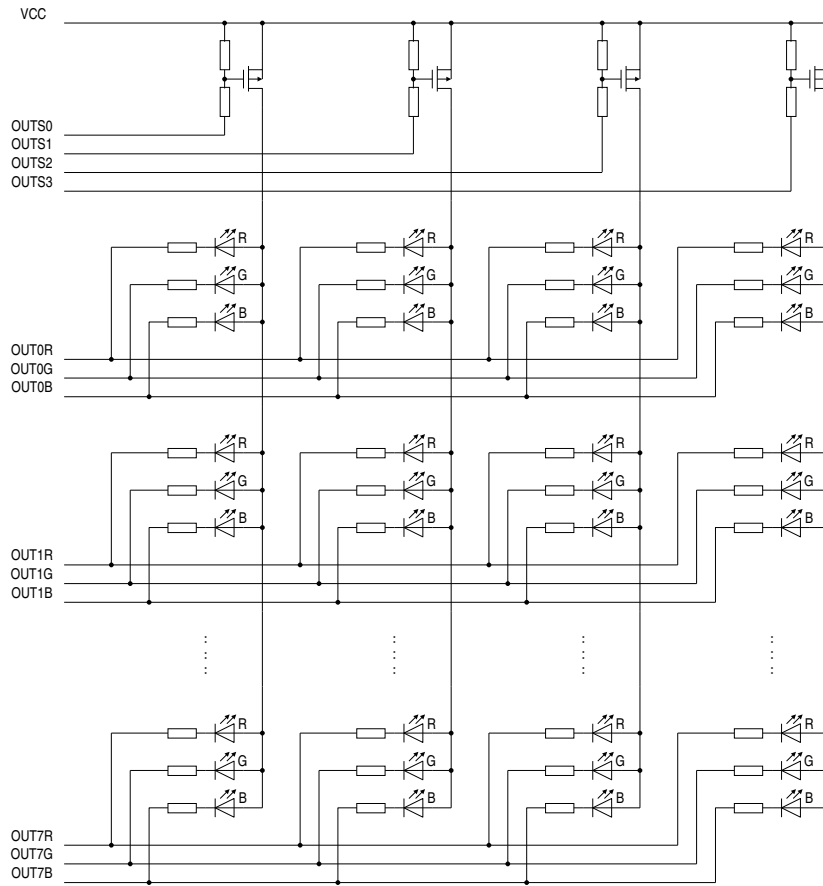 VCC
OUTS0
OUTS1
OUTS2
OUTS3
R R R R
G G G G
B B B B
OUT0R
OUT0G
OUT0B
R R R R
G G G G
B B B B
OUT1R
OUT1G
OUT1B
R R R R
G G G G
B B B B
OUT7R
OUT7G
OUT7B